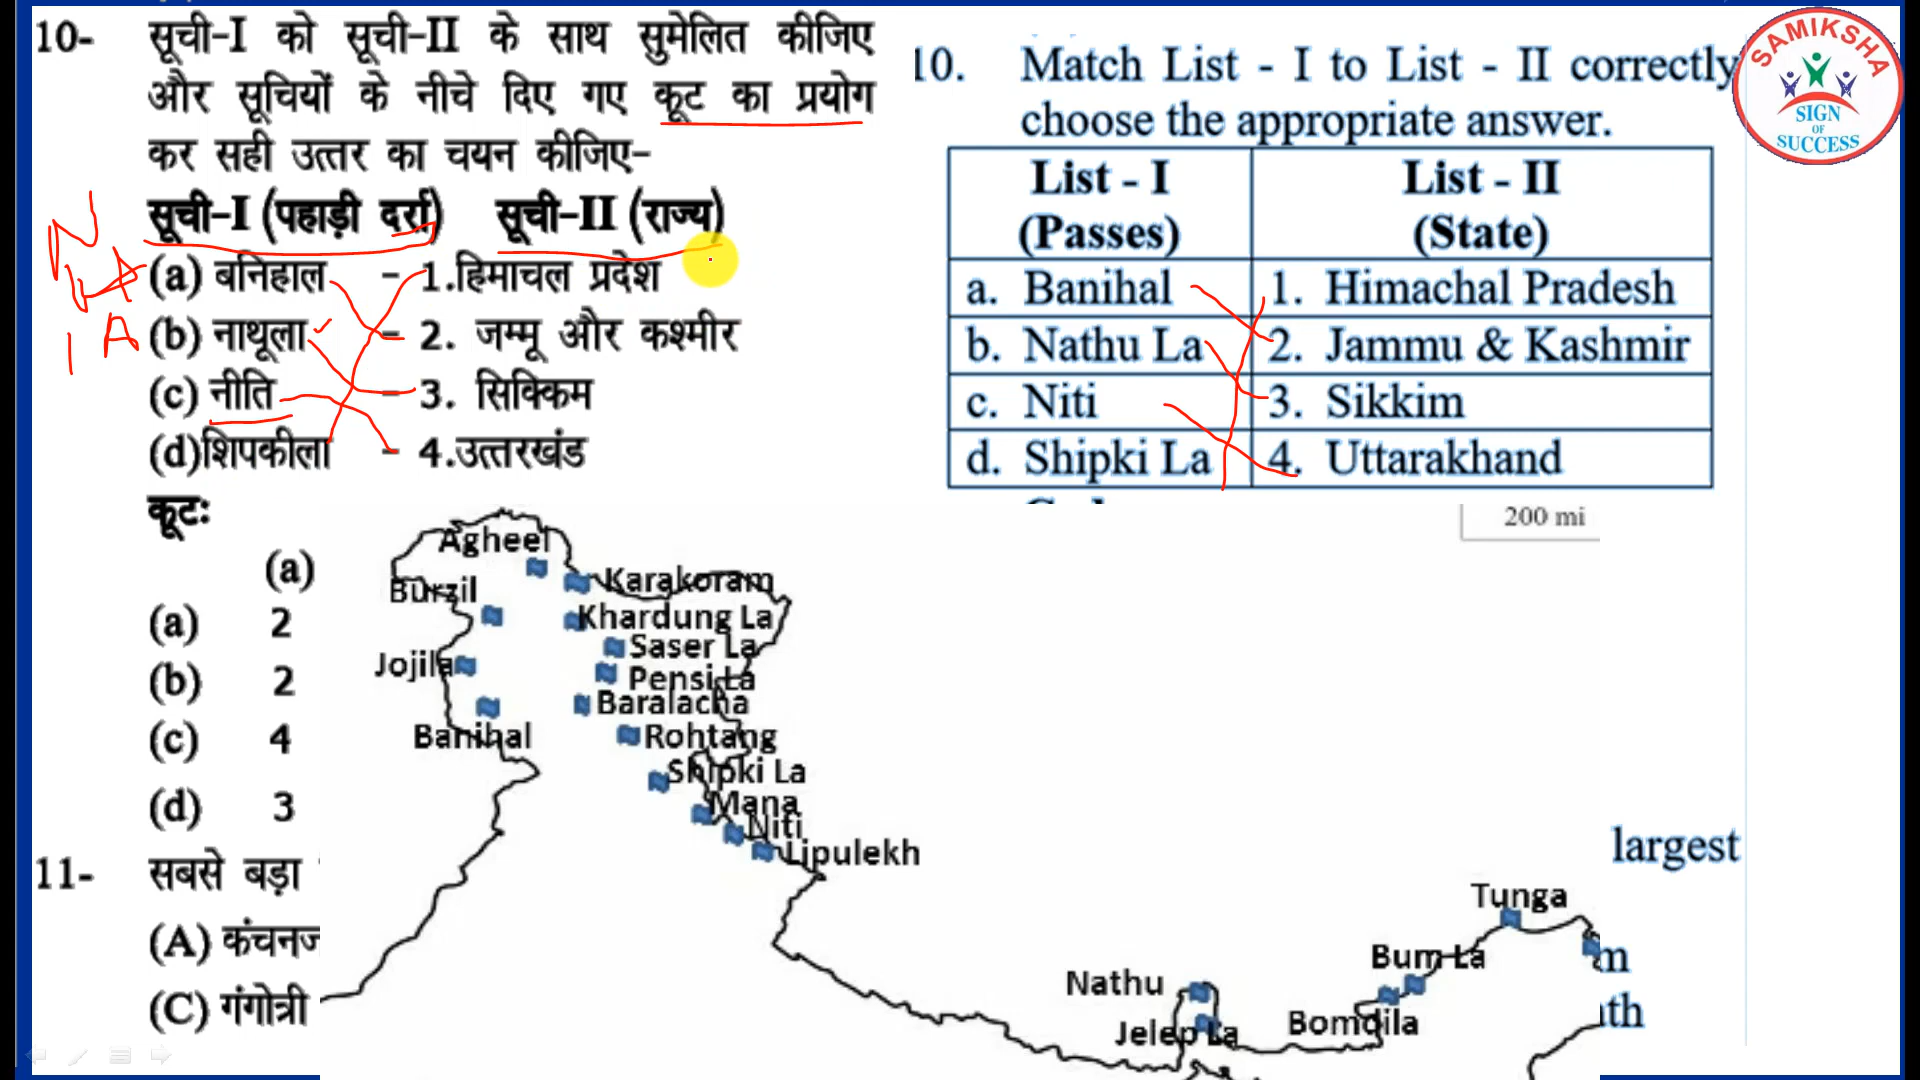 10- सूची-I को सूची-II के साथ सुमेलित कीजिए
और सूचियों के नीचे दिए गए कूट का प्रयोग
कर सही उत्तर का चयन कीजिए-
सूची-I (पहाड़ी दर्रा) सूची-II (राज्य)
(a) बनिहाल - 1.हिमाचल प्रदेश
(b) नाथूला - 2. जम्मू और कश्मीर
(c) नीति - 3. सिक्किम
(d)शिपकीला - 4.उत्तरखंड
कूटः
(a)
(a) 2
(b) 2
(c) 4
(d) 3
11- सबसे बड़ा
(A) कंचनज
(C) गंगोत्री
N
A
1 A
10. Match List - I to List - II correctly
choose the appropriate answer.
List - I
(Passes)
List - II
(State)
a. Banihal 1. Himachal Pradesh
b. Nathu La 2. Jammu & Kashmir
c. Niti 3. Sikkim
d. Shipki La 4. Uttarakhand
SAMIKSHA
SIGN
OF
SUCCESS
200 mi
Agheel
Karakoram
Burzil
Khardung La
Saser La
Jojila
Pensi La
Baralacha
Banihal
Rohtang
Shipki La
Mana
Niti
Lipulekh
largest
Tunga
Bum La
m
Nathu
ath
Jelep La
Bomdila